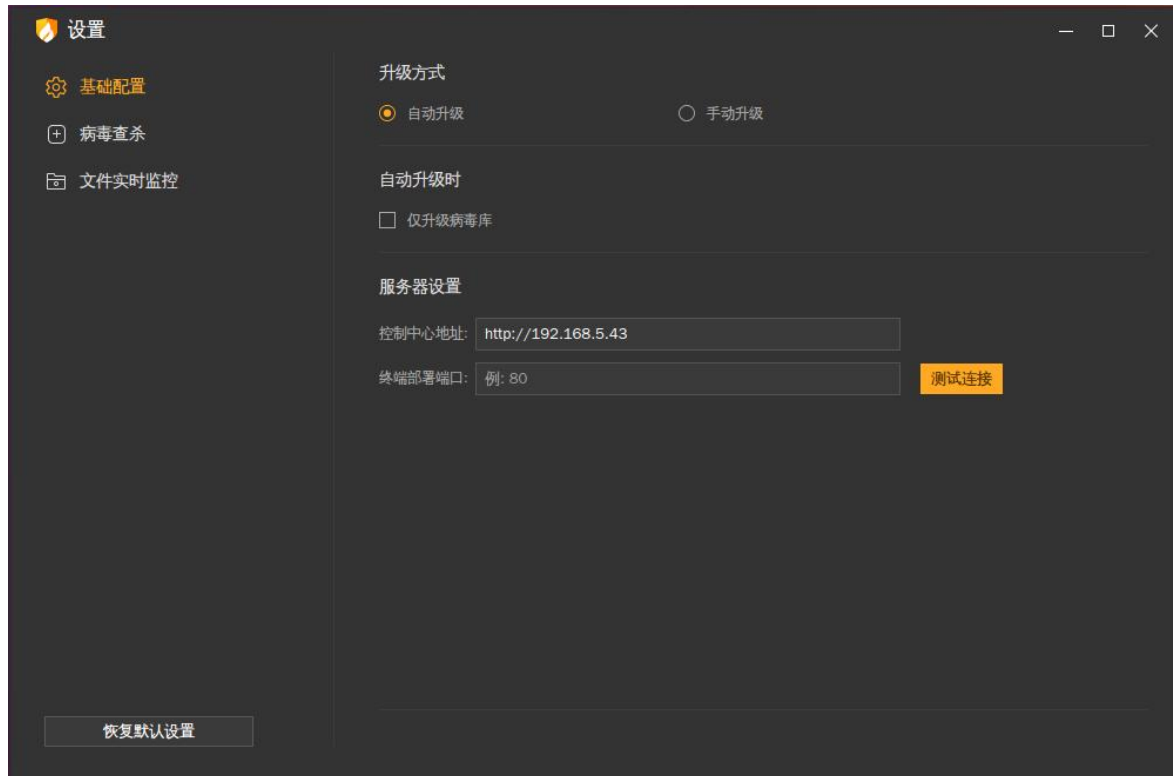 设置
基础配置
病毒查杀
文件实时监控
升级方式
自动升级
手动升级
自动升级时
仅升级病毒库
服务器设置
控制中心地址: http://192.168.5.43
终端部署端口: 例: 80
测试连接
恢复默认设置